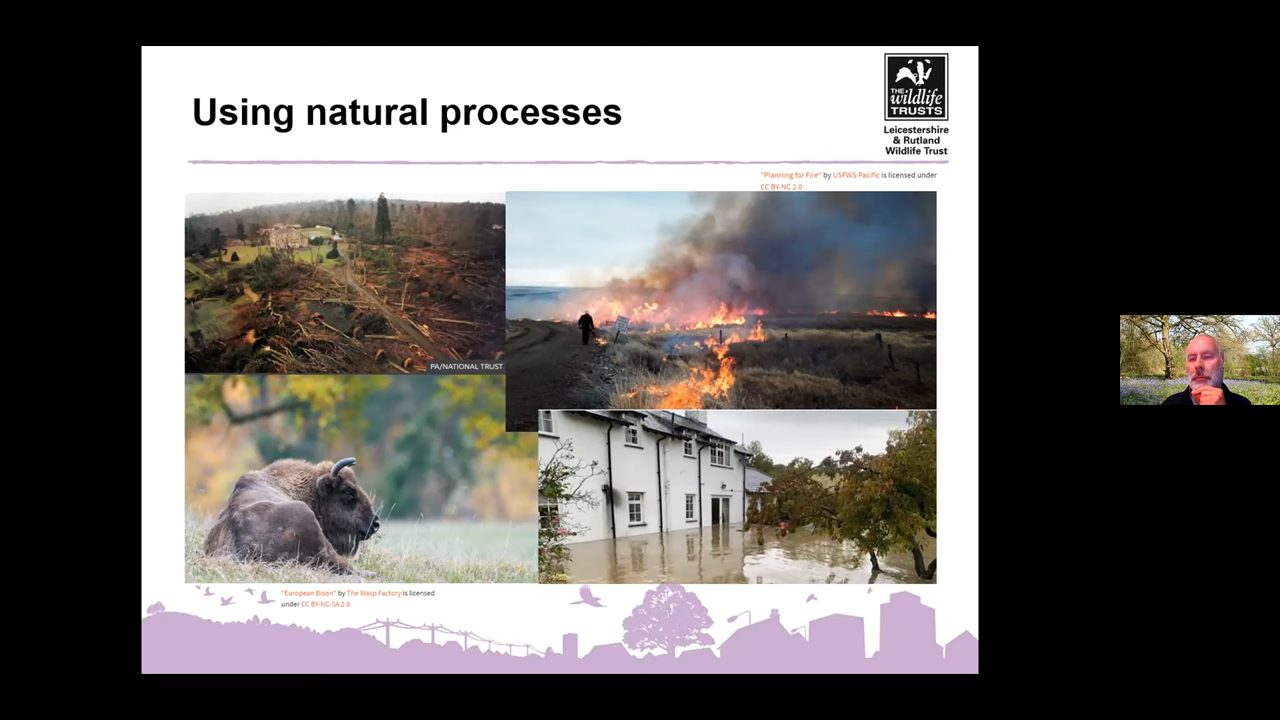 Using natural processes
THE
wildlife
TRUSTS
Leicestershire
& Rutland
Wildlife Trust
"Planning for Fire" by USFWS Pacific is licensed under
CC BY-NC 2.0
PA/NATIONAL TRUST
"European Bison" by The Wasp Factory is licensed
under CC BY-NC-SA 2.0